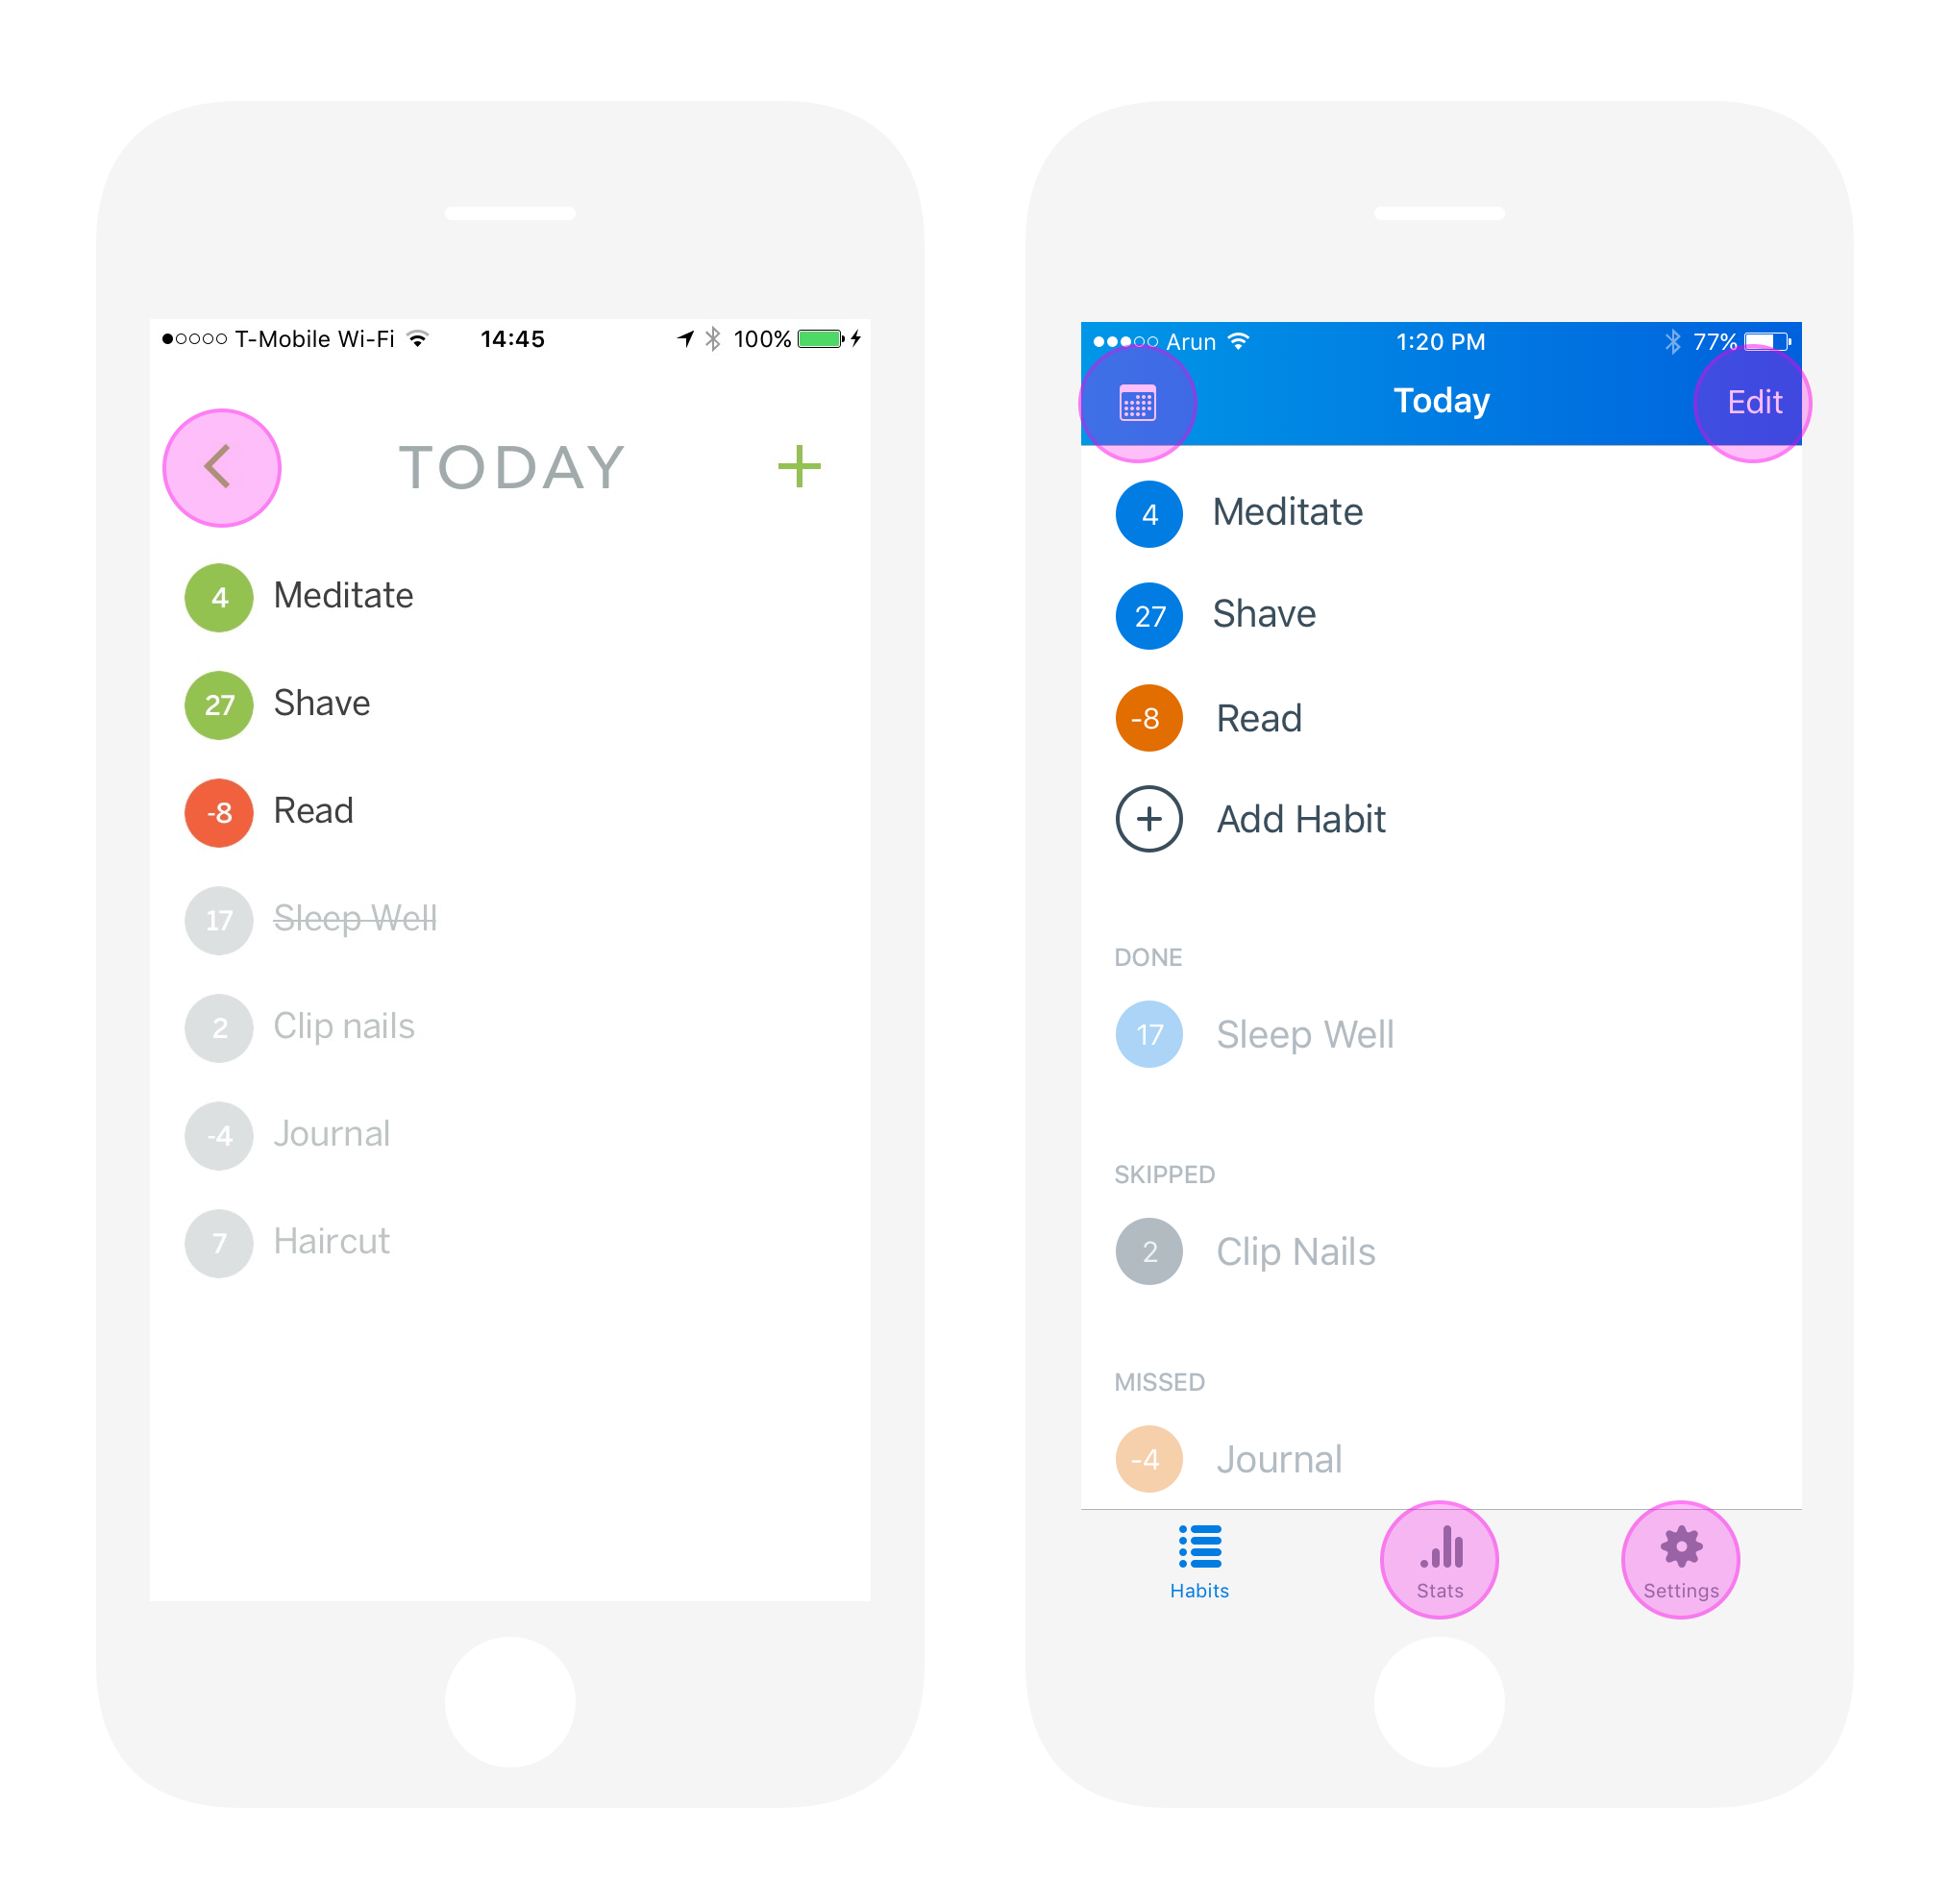 T-Mobile Wi-Fi 14:45 100%
TODAY
4 Meditate
27 Shave
-8 Read
17 Sleep Well
2 Clip nails
-4 Journal
7 Haircut
Arun 1:20 PM 77%
Today Edit
4 Meditate
27 Shave
-8 Read
+ Add Habit
DONE
17 Sleep Well
SKIPPED
2 Clip Nails
MISSED
-4 Journal
Habits Stats Settings